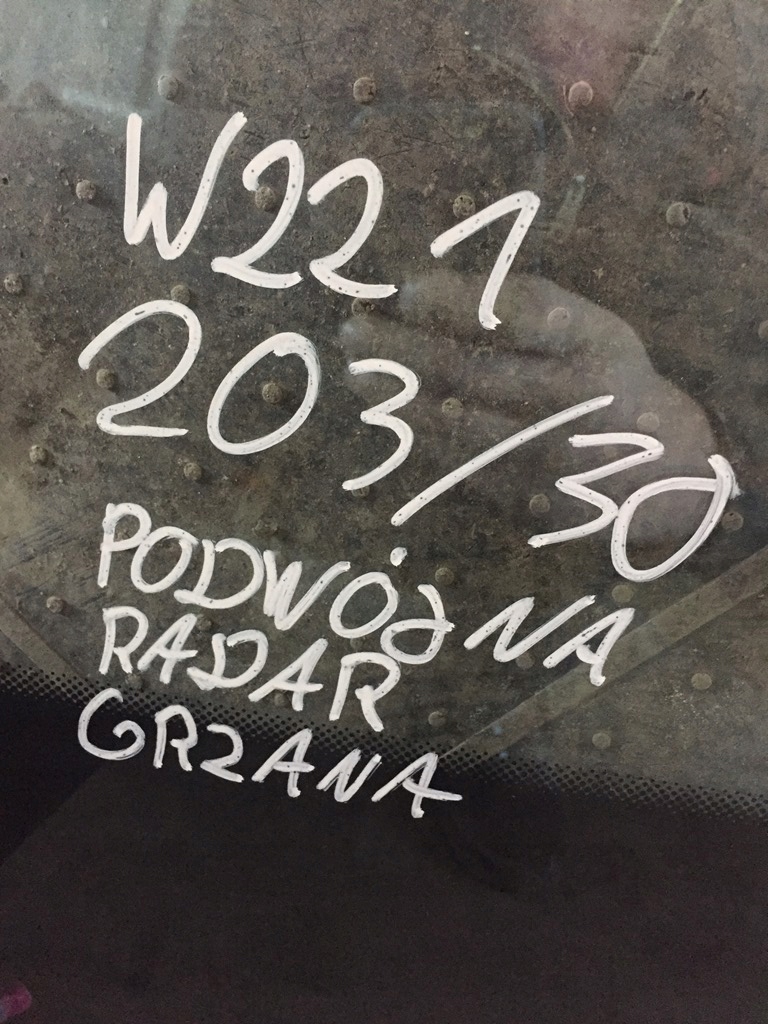 W221
203/30
PODWÓJNA
RADAR
GRZANA